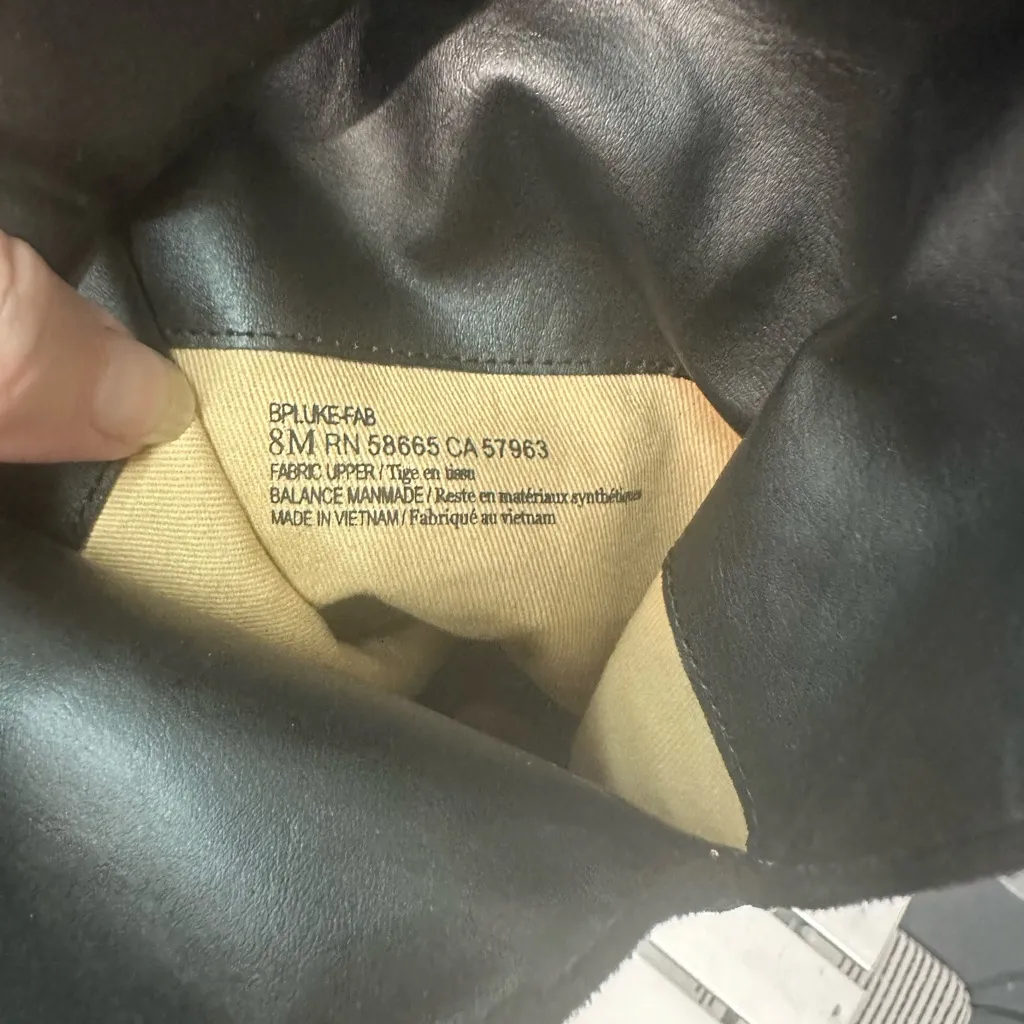 BPLUKE-FAB
8M RN 58665 CA 57963
FABRIC UPPER / Tige en tissu
BALANCE MANMADE / Reste en matériaux synthétiques
MADE IN VIETNAM / Fabriqué au vietnam